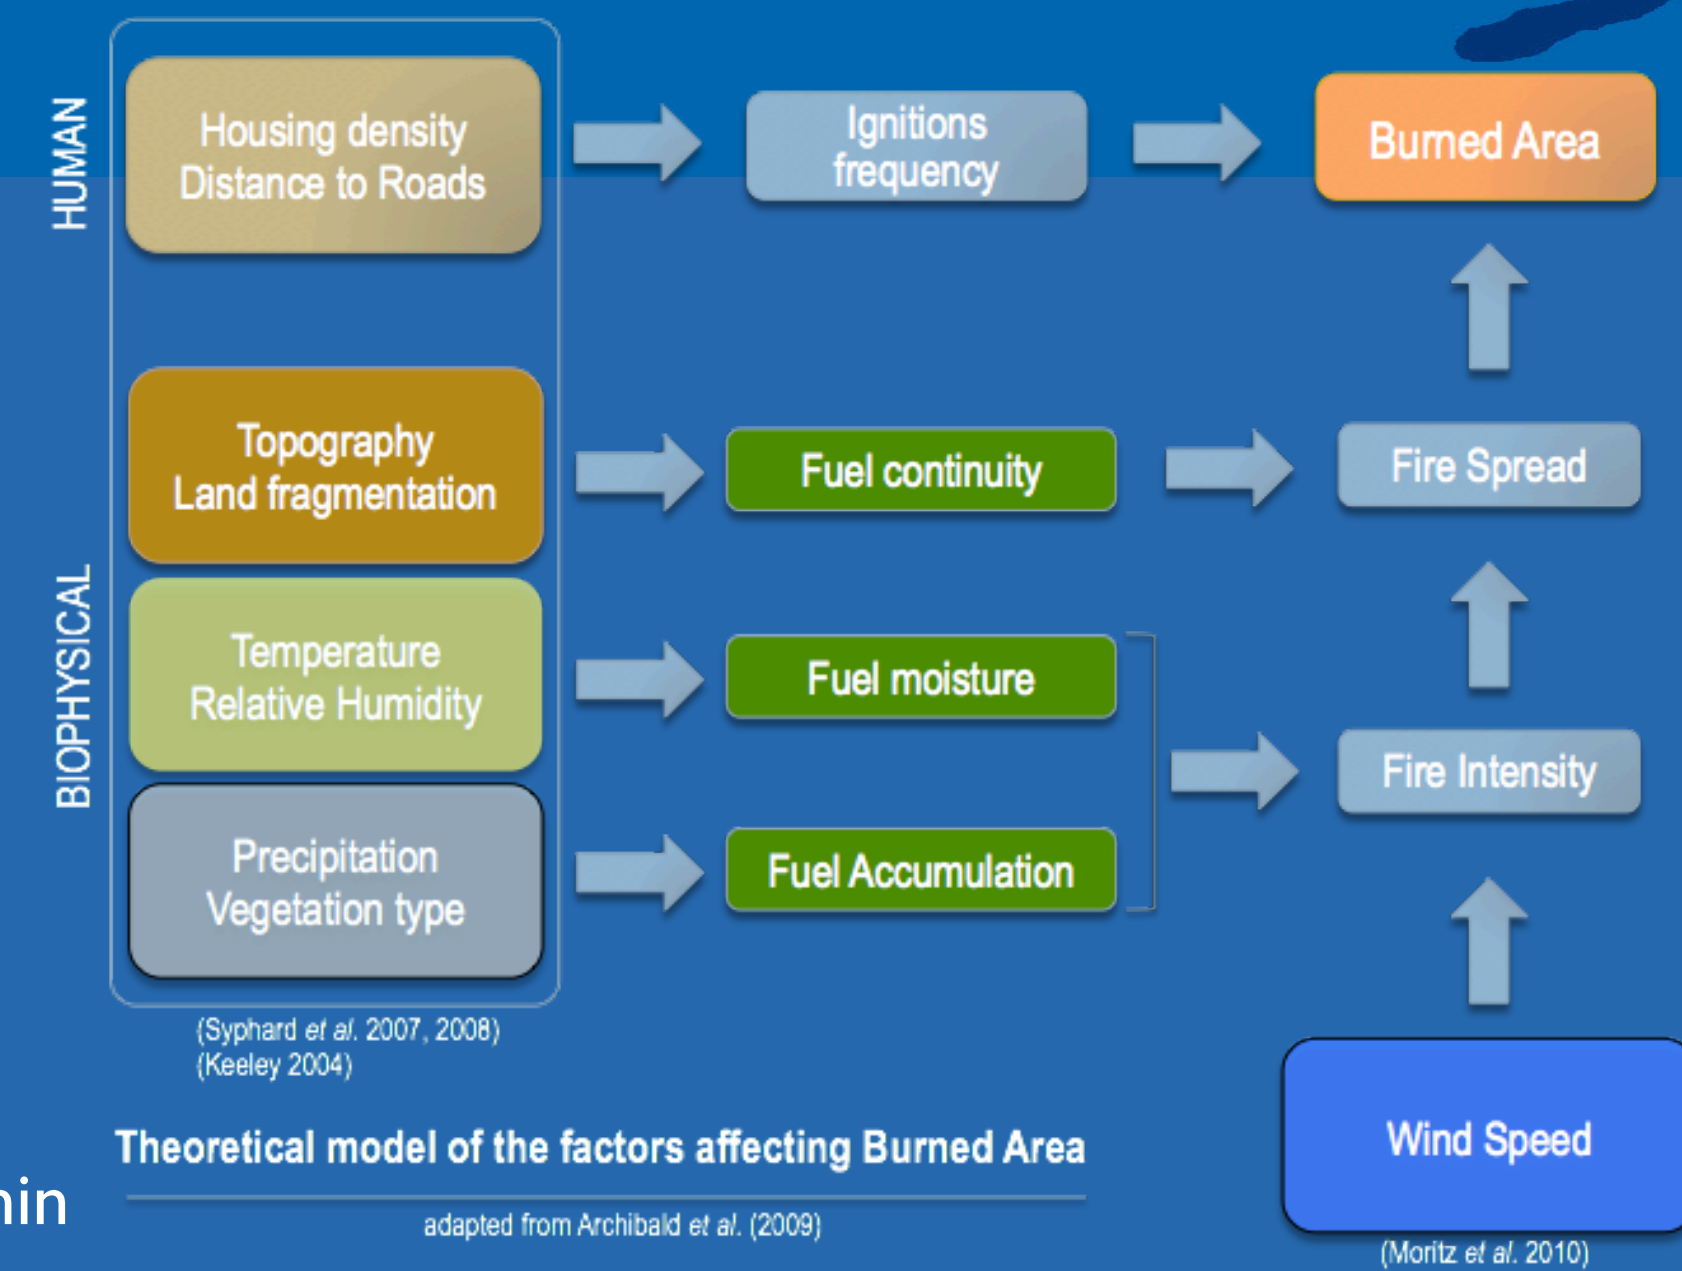 HUMAN
Housing density
Distance to Roads
Ignitions
frequency
Burned Area
BIOPHYSICAL
Topography
Land fragmentation
Fuel continuity
Fire Spread
Temperature
Relative Humidity
Fuel moisture
Fire Intensity
Precipitation
Vegetation type
Fuel Accumulation
(Syphard et al. 2007, 2008)
(Keeley 2004)
Wind Speed
(Moritz et al. 2010)
Theoretical model of the factors affecting Burned Area
adapted from Archibald et al. (2009)